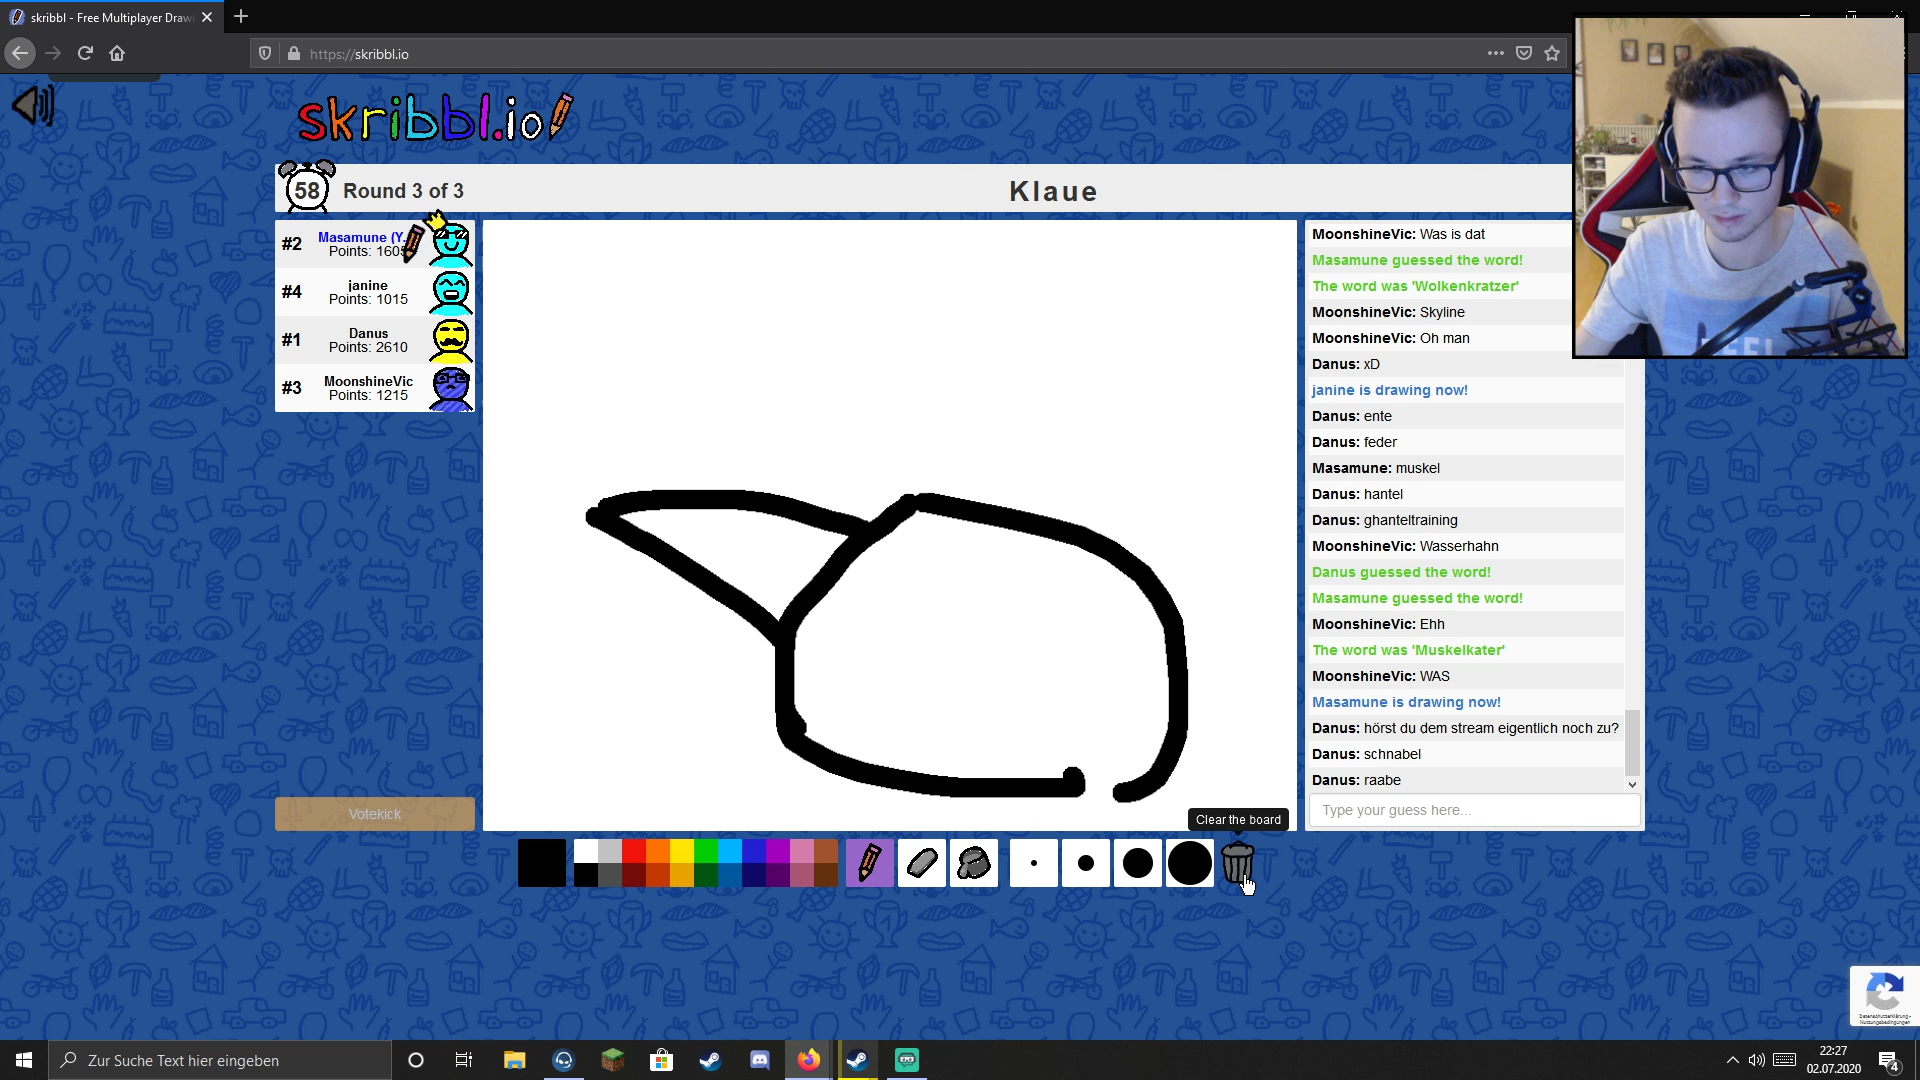 skribbl - Free Multiplayer Draw
https://skribbl.io
skribbl.io
58
Round 3 of 3
Klaue
#2
Masamune (Y.
Points: 1605
#4
janine
Points: 1015
#1
Danus
Points: 2610
#3
MoonshineVic
Points: 1215
Votekick
MoonshineVic: Was is dat
Masamune guessed the word!
The word was 'Wolkenkratzer'
MoonshineVic: Skyline
MoonshineVic: Oh man
Danus: xD
janine is drawing now!
Danus: ente
Danus: feder
Masamune: muskel
Danus: hantel
Danus: ghanteltraining
MoonshineVic: Wasserhahn
Danus guessed the word!
Masamune guessed the word!
MoonshineVic: Ehh
The word was 'Muskelkater'
MoonshineVic: WAS
Masamune is drawing now!
Danus: hörst du dem stream eigentlich noch zu?
Danus: schnabel
Danus: raabe
Type your guess here...
Clear the board
Datenschutzerklärung -
Nutzungsbedingungen
Zur Suche Text hier eingeben
22:27
02.07.2020
4